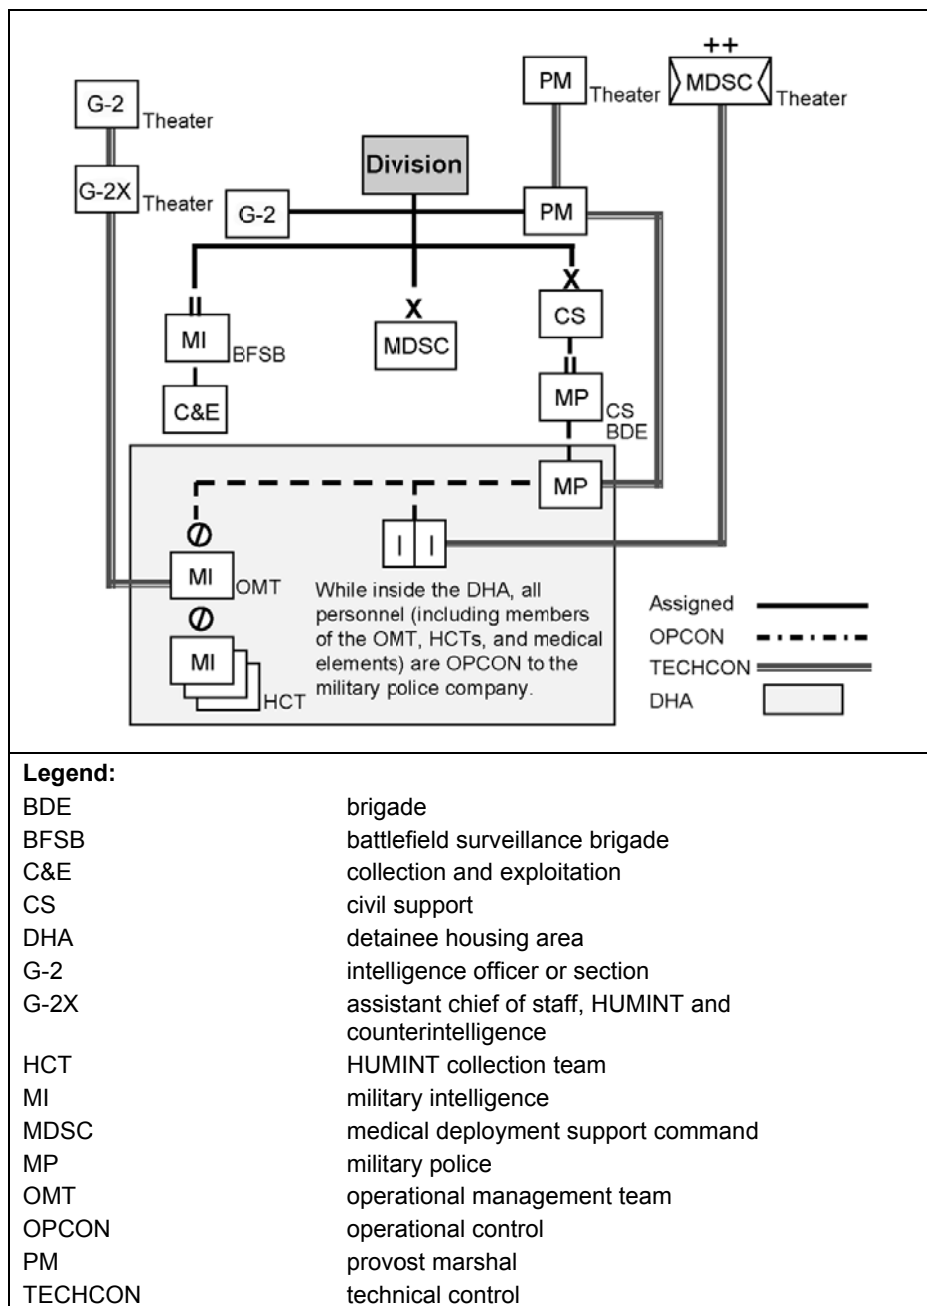 ++
G-2
Theater
PM
Theater
MDSC
Theater
Division
G-2X
Theater
G-2
PM
X
X
MI
BFSB
MDSC
CS
C&E
MP
CS
BDE
MP
MI
OMT
I I
While inside the DHA, all
personnel (including members
of the OMT, HCTs, and medical
elements) are OPCON to the
military police company.
MI
HCT
Assigned
OPCON
TECHCON
DHA
Legend:
BDE brigade
BFSB battlefield surveillance brigade
C&E collection and exploitation
CS civil support
DHA detainee housing area
G-2 intelligence officer or section
G-2X assistant chief of staff, HUMINT and
counterintelligence
HCT HUMINT collection team
MI military intelligence
MDSC medical deployment support command
MP military police
OMT operational management team
OPCON operational control
PM provost marshal
TECHCON technical control